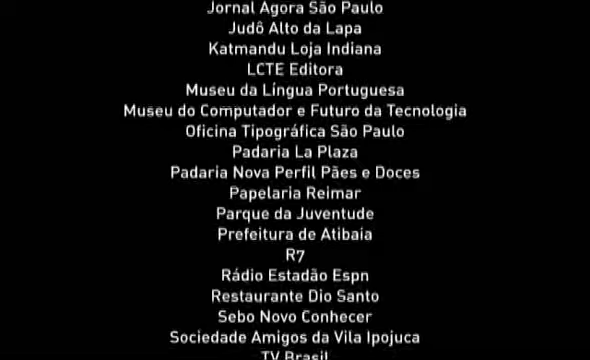 Jornal Agora São Paulo
Judô Alto da Lapa
Katmandu Loja Indiana
LCTE Editora
Museu da Língua Portuguesa
Museu do Computador e Futuro da Tecnologia
Oficina Tipográfica São Paulo
Padaria La Plaza
Padaria Nova Perfil Pães e Doces
Papelaria Reimar
Parque da Juventude
Prefeitura de Atibaia
R7
Rádio Estadão Espn
Restaurante Dio Santo
Sebo Novo Conhecer
Sociedade Amigos da Vila Ipojuca
TV Brasil